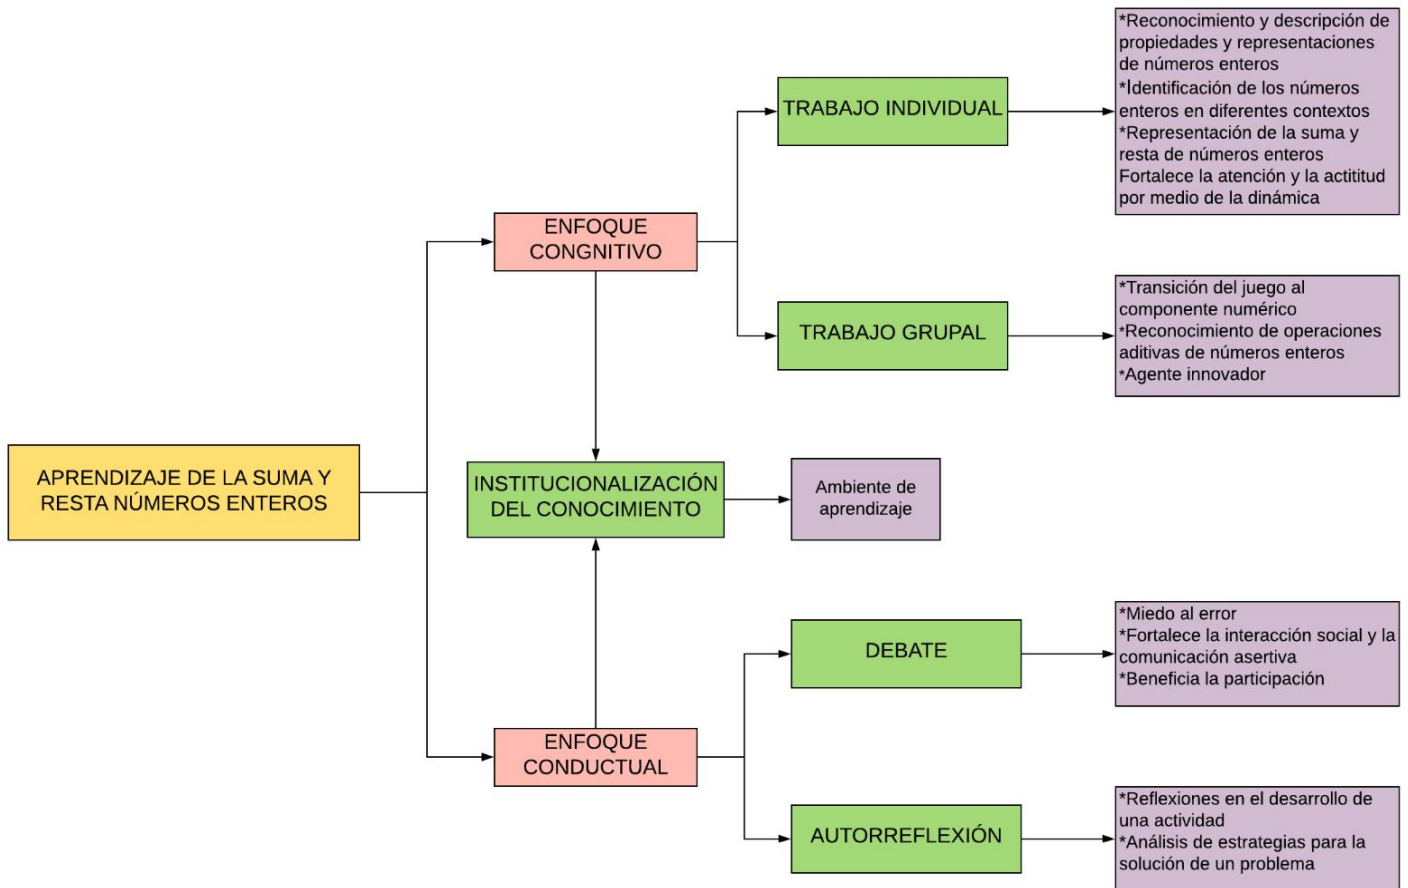 *Reconocimiento y descripción de
propiedades y representaciones
de números enteros
*Identificación de los números
enteros en diferentes contextos
*Representación de la suma y
resta de números enteros
Fortalece la atención y la actititud
por medio de la dinámica
TRABAJO INDIVIDUAL
ENFOQUE
CONGNITIVO
TRABAJO GRUPAL
*Transición del juego al
componente numérico
*Reconocimiento de operaciones
aditivas de números enteros
*Agente innovador
APRENDIZAJE DE LA SUMA Y
RESTA NÚMEROS ENTEROS
INSTITUCIONALIZACIÓN
DEL CONOCIMIENTO
Ambiente de
aprendizaje
DEBATE
*Miedo al error
*Fortalece la interacción social y la
comunicación asertiva
*Beneficia la participación
ENFOQUE
CONDUCTUAL
AUTORREFLEXIÓN
*Reflexiones en el desarrollo de
una actividad
*Análisis de estrategias para la
solución de un problema